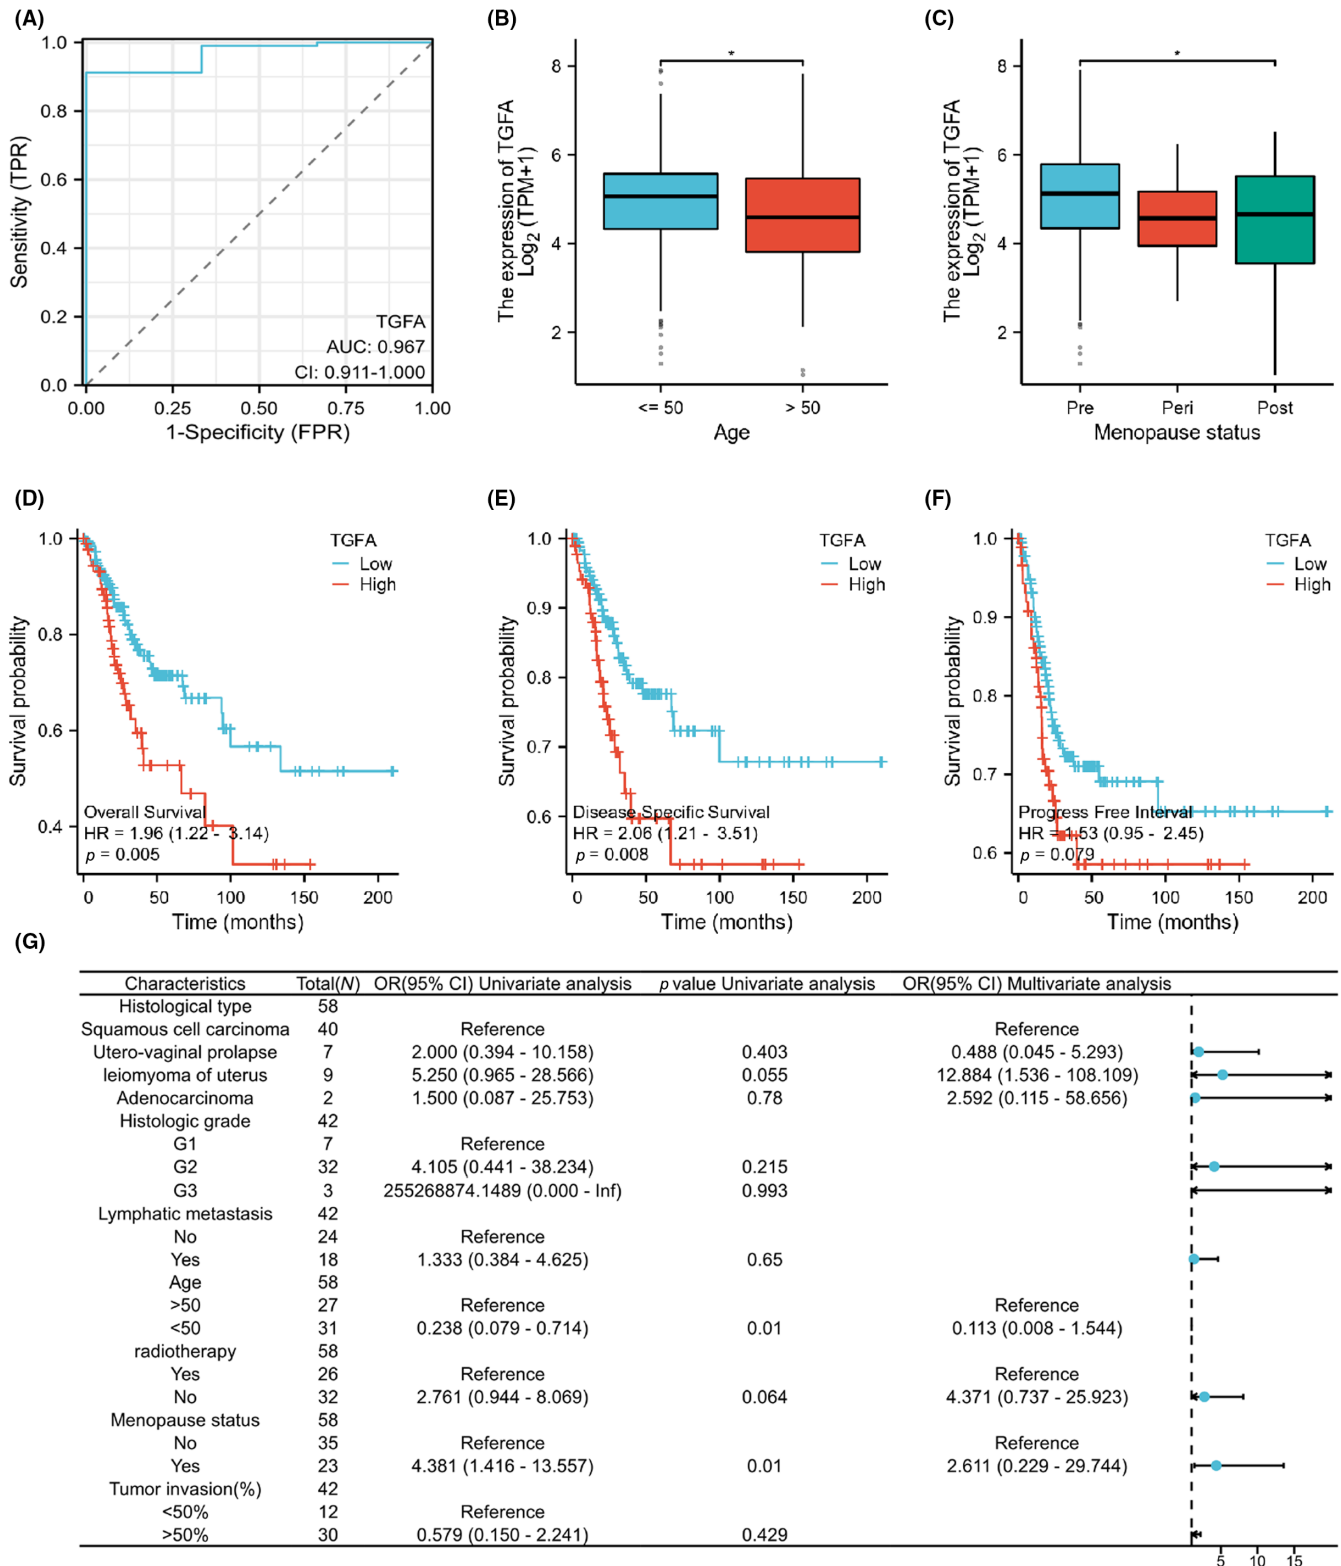 (A)
1.0
0.8
0.6
0.4
0.2
0.0
Sensitivity (TPR)
TGFA
AUC: 0.967
CI: 0.911-1.000
0.00 0.25 0.50 0.75 1.00
1-Specificity (FPR)
(B)
The expression of TGFA
Log2 (TPM+1)
8
6
4
2
*
<= 50 > 50
Age
(C)
The expression of TGFA
Log2 (TPM+1)
8
6
4
2
*
Pre Peri Post
Menopause status
(D)
Survival probability
1.0
0.8
0.6
0.4
TGFA
Low
High
Overall Survival
HR = 1.96 (1.22 - 3.14)
p = 0.005
0 50 100 150 200
Time (months)
(E)
Survival probability
1.0
0.9
0.8
0.7
0.6
TGFA
Low
High
Disease Specific Survival
HR = 2.06 (1.21 - 3.51)
p = 0.008
0 50 100 150 200
Time (months)
(F)
Survival probability
1.0
0.9
0.8
0.7
0.6
TGFA
Low
High
Progress Free Interval
HR = 1.53 (0.95 - 2.45)
p = 0.079
0 50 100 150 200
Time (months)
(G)
Characteristics Total(N) OR(95% CI) Univariate analysis p value Univariate analysis OR(95% CI) Multivariate analysis
Histological type 58
Squamous cell carcinoma 40 Reference Reference
Utero-vaginal prolapse 7 2.000 (0.394 - 10.158) 0.403 0.488 (0.045 - 5.293)
leiomyoma of uterus 9 5.250 (0.965 - 28.566) 0.055 12.884 (1.536 - 108.109)
Adenocarcinoma 2 1.500 (0.087 - 25.753) 0.78 2.592 (0.115 - 58.656)
Histologic grade 42
G1 7 Reference
G2 32 4.105 (0.441 - 38.234) 0.215
G3 3 255268874.1489 (0.000 - Inf) 0.993
Lymphatic metastasis 42
No 24 Reference
Yes 18 1.333 (0.384 - 4.625) 0.65
Age 58
>50 27 Reference Reference
<50 31 0.238 (0.079 - 0.714) 0.01 0.113 (0.008 - 1.544)
radiotherapy 58
Yes 26 Reference Reference
No 32 2.761 (0.944 - 8.069) 0.064 4.371 (0.737 - 25.923)
Menopause status 58
No 35 Reference Reference
Yes 23 4.381 (1.416 - 13.557) 0.01 2.611 (0.229 - 29.744)
Tumor invasion(%) 42
<50% 12 Reference
>50% 30 0.579 (0.150 - 2.241) 0.429
5 10 15